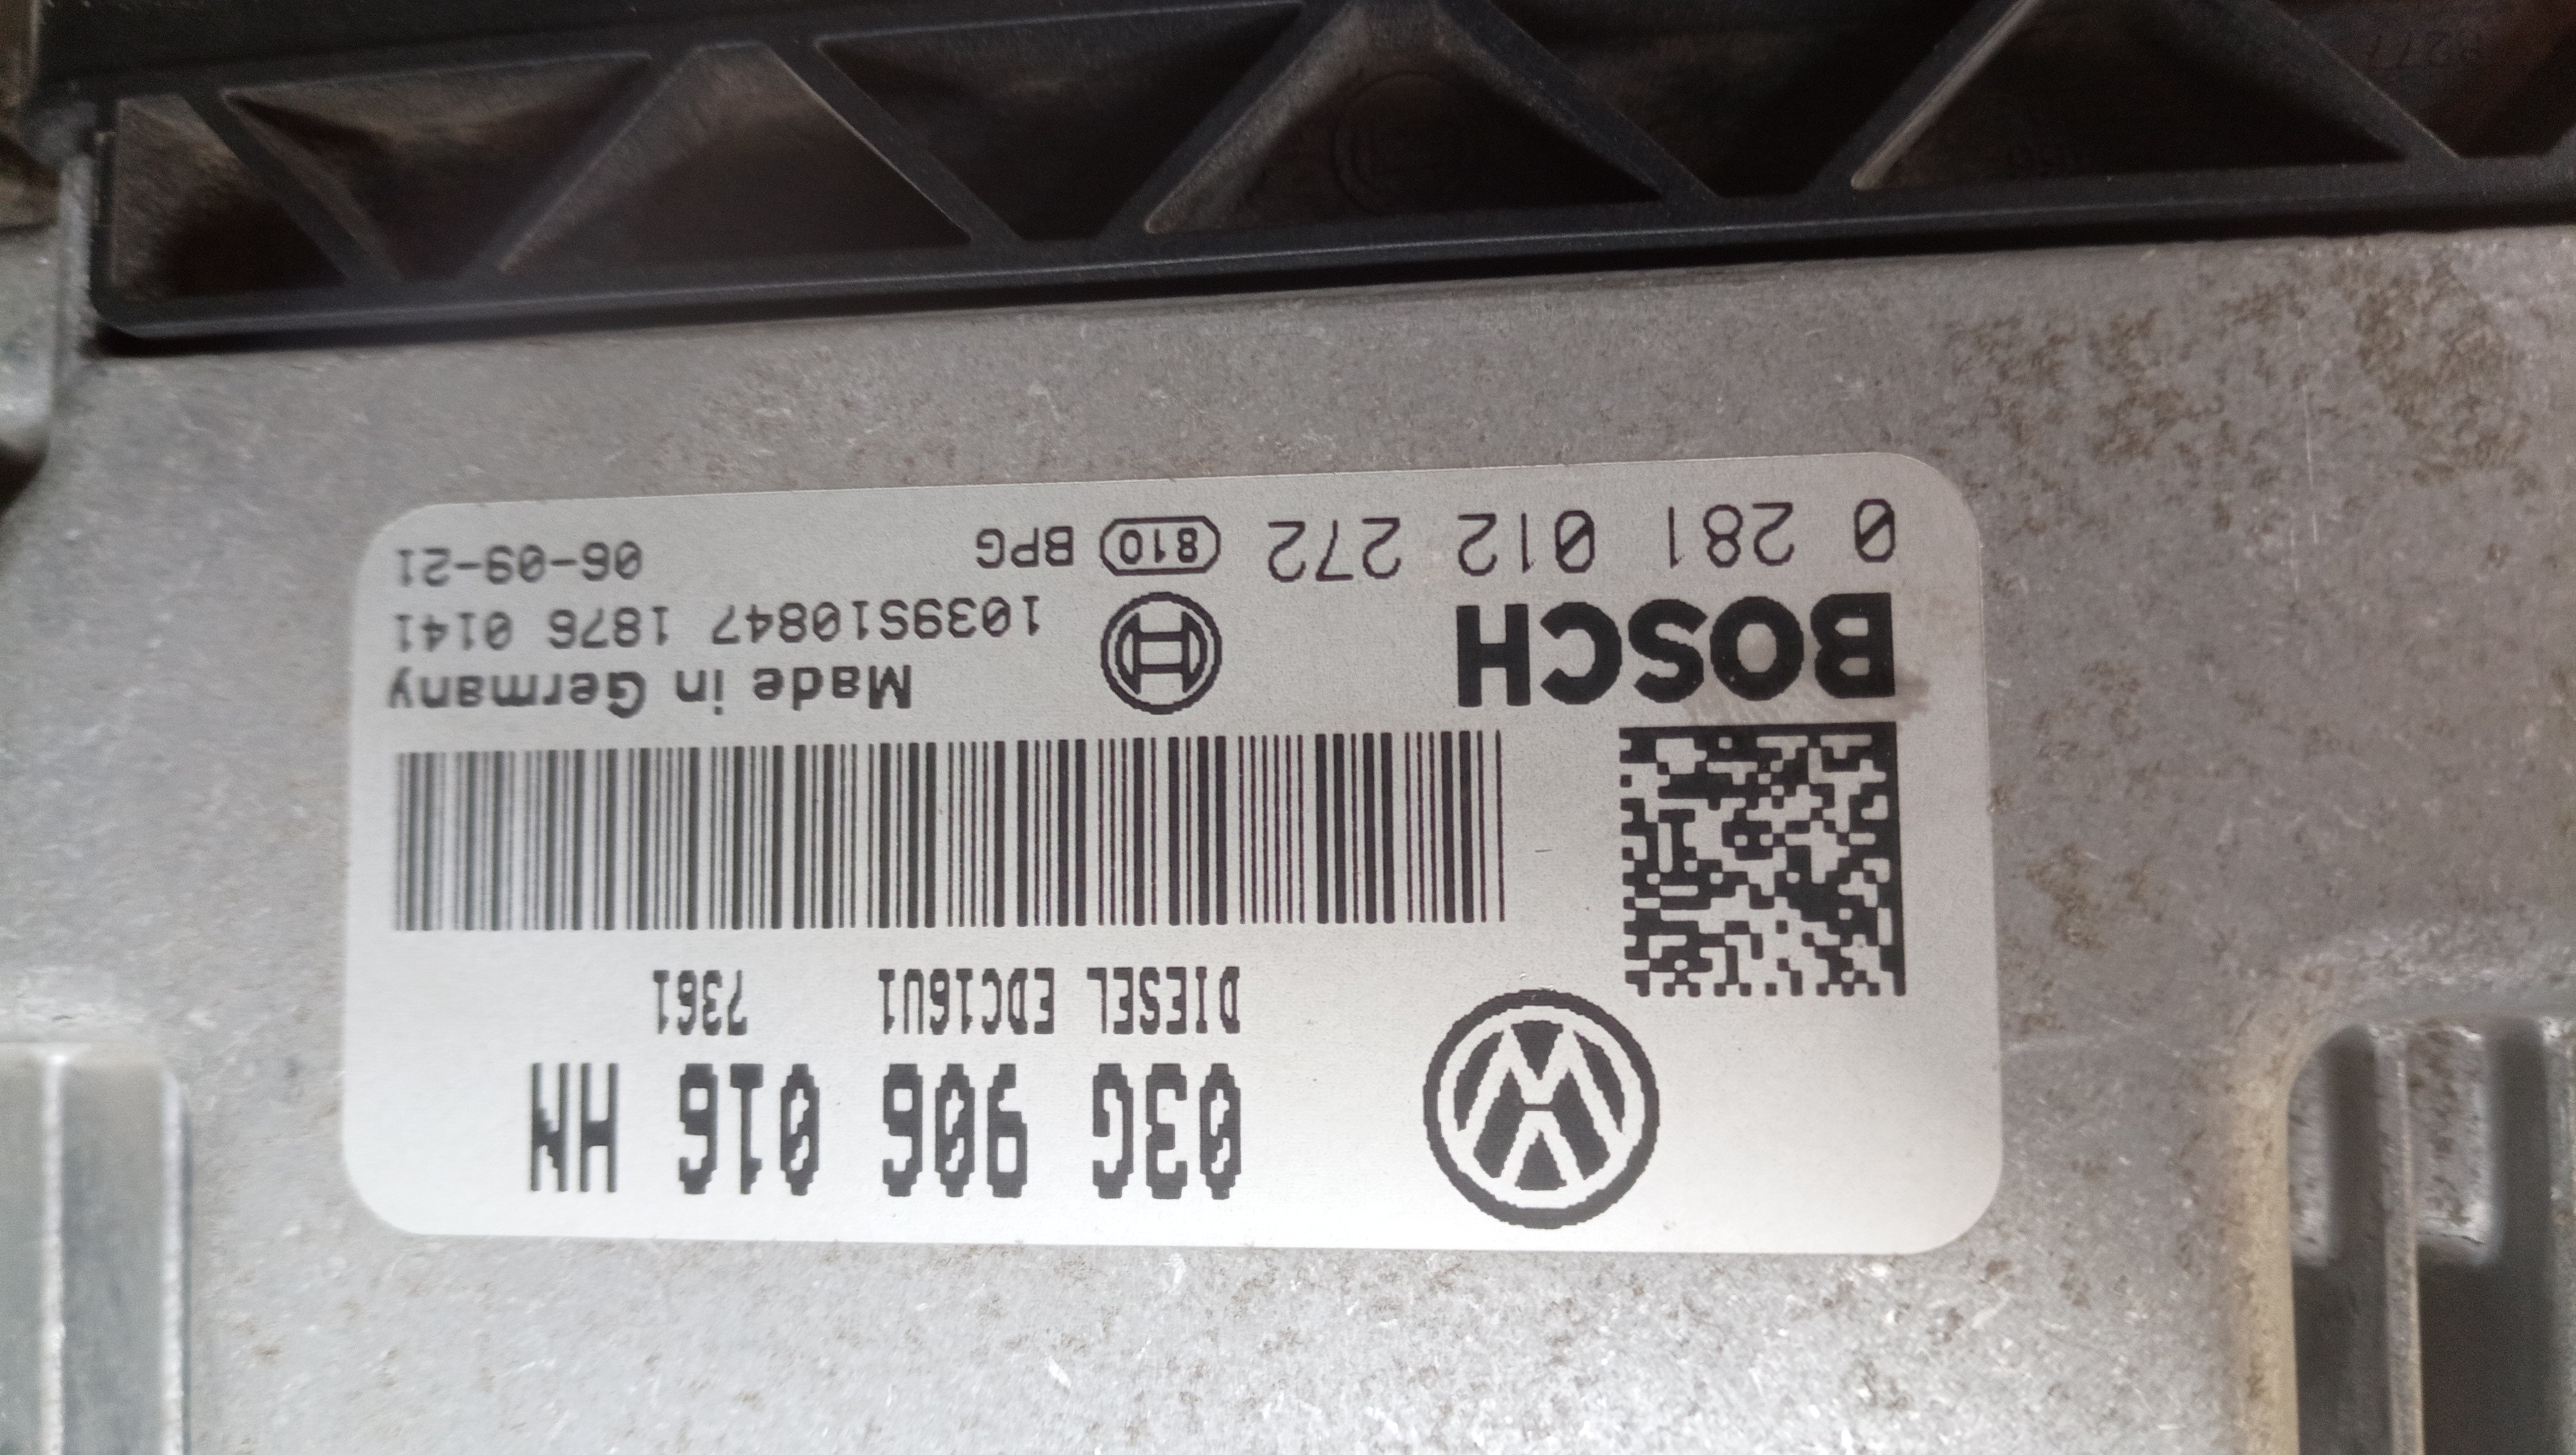 03G 906 016 HN
DIESEL EDC16U1 7361
Made in Germany
BOSCH
1039S10847 1876 0141
0 281 012 272 810 BPG 06-09-21